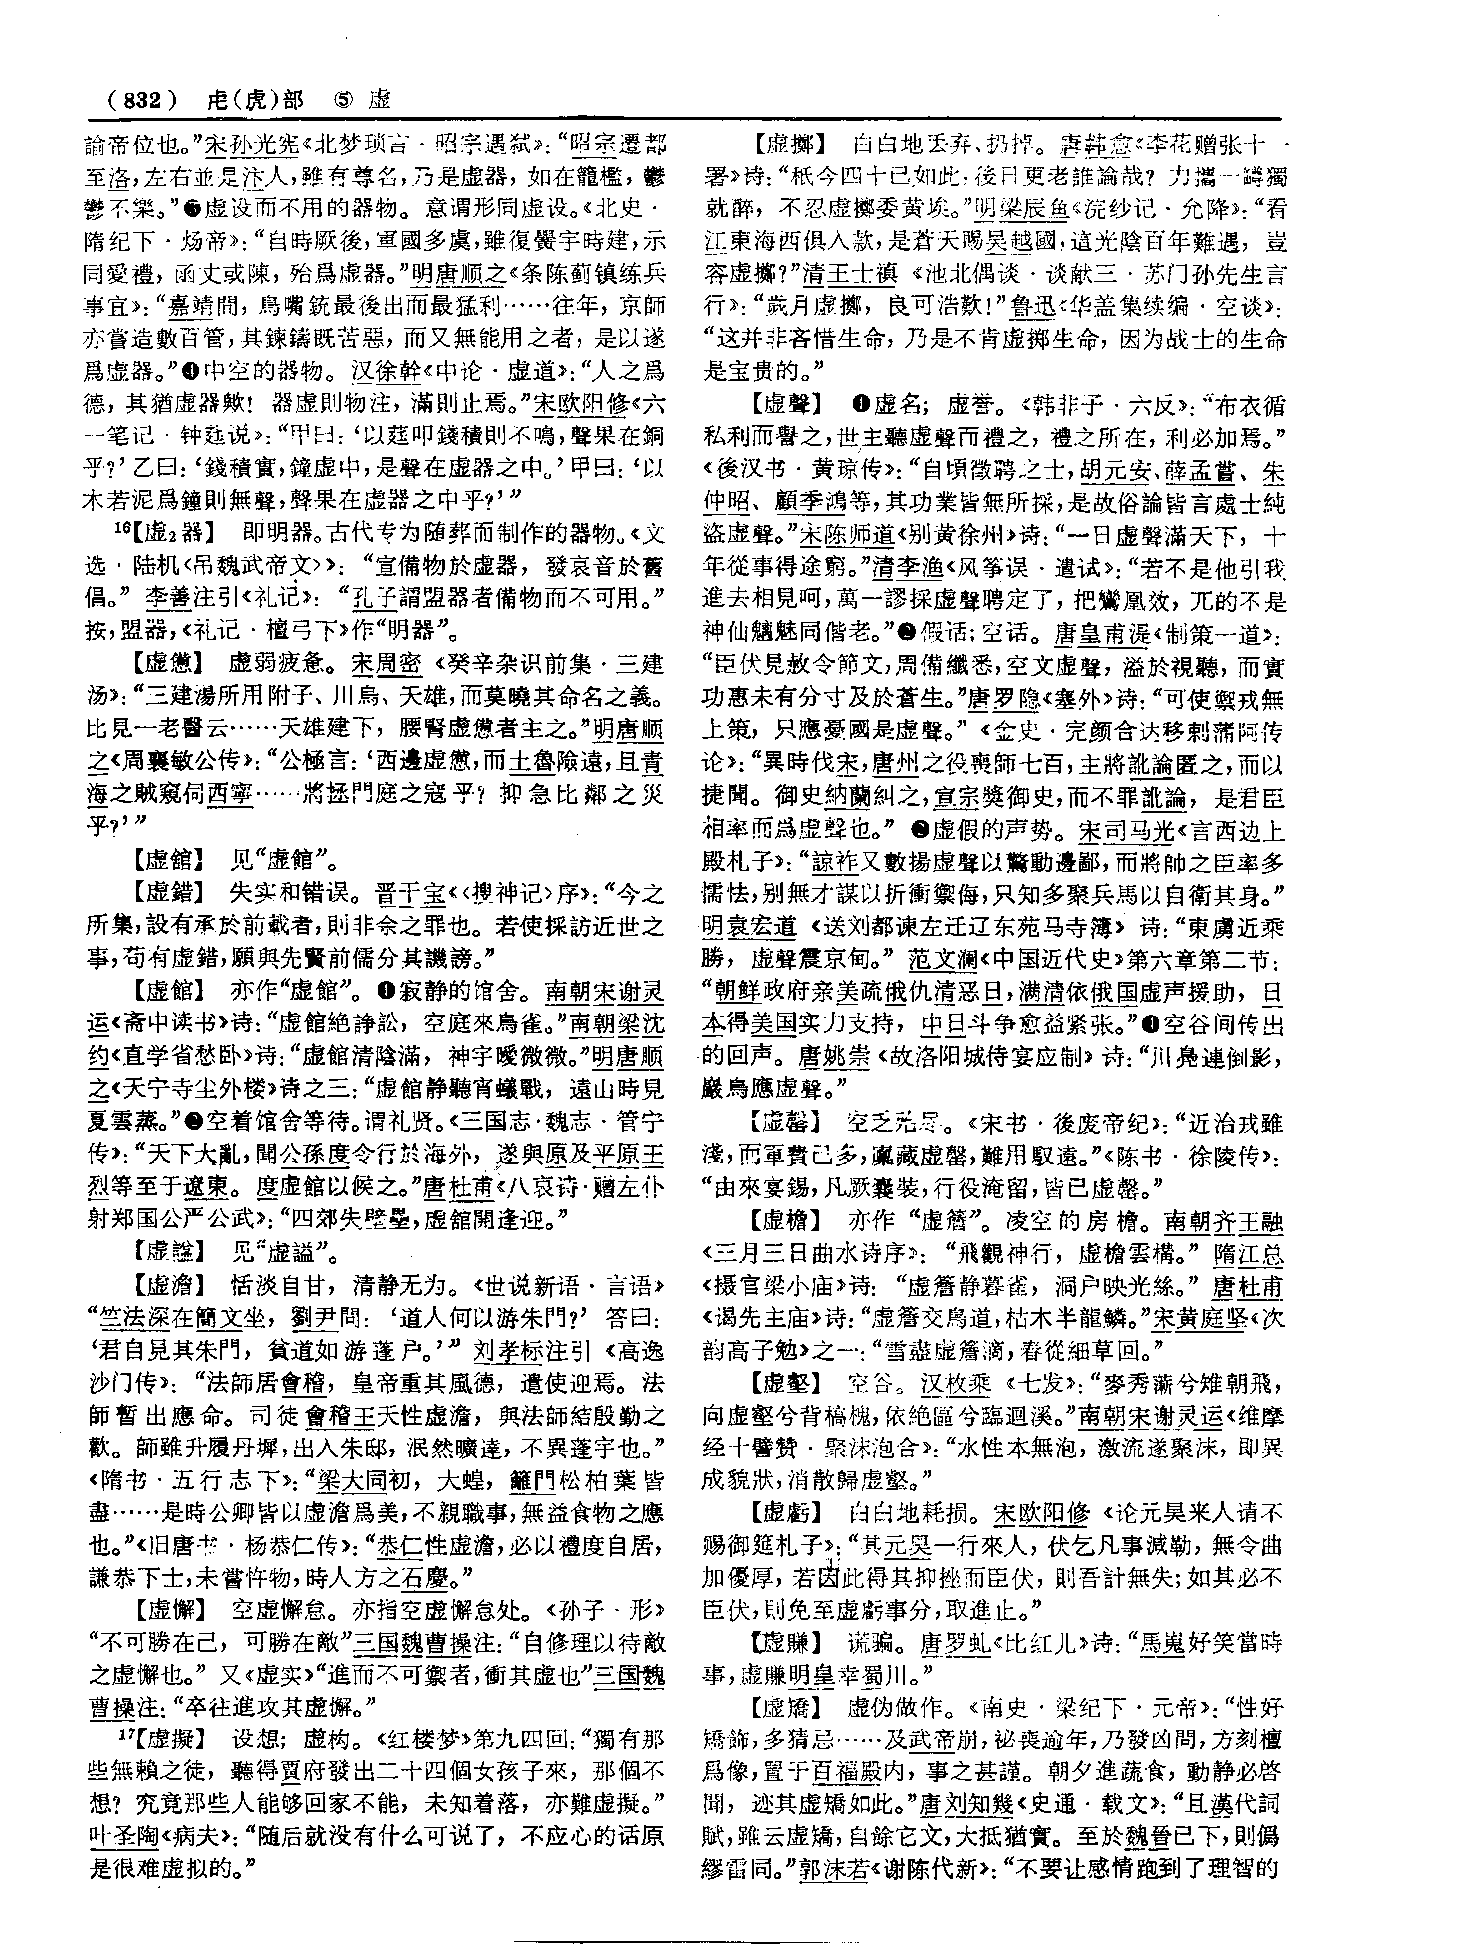 (832) 虍(虎)部 ⑤ 虚
諭帝位也。”宋孙光宪《北梦琐言·昭宗遇弑》：“昭宗遷都
至洛，左右並是汴人，雖有尊名，乃是虚器，如在籠檻，鬱
鬱不樂。”❸虚设而不用的器物。意谓形同虚设。《北史·
隋纪下·炀帝》：“自時厥後，軍國多虞，雖復黌宇時建，示
同愛禮，函丈或陳，殆爲虚器。”明唐顺之《条陈蓟镇练兵
事宜》：“嘉靖間，鳥嘴銃最後出而最猛利……往年，京師
亦嘗造數百管，其鍊鑄既苦惡，而又無能用之者，是以遂
爲虚器。”❹中空的器物。汉徐幹《中论·虚道》：“人之爲
德，其猶虚器歟！器虚則物注，滿則止焉。”宋欧阳修《六
一笔记·钟莛说》：“甲曰：‘以莛叩錢積則不鳴，聲果在銅
乎？’乙曰：‘錢積實，鐘虚中，是聲在虚器之中。’甲曰：‘以
木若泥爲鐘則無聲，聲果在虚器之中乎？’”
16【虚₂器】 即明器。古代专为随葬而制作的器物。《文
选·陆机〈吊魏武帝文〉》：“宣備物於虚器，發哀音於舊
倡。”李善注引《礼记》：“孔子謂盟器者備物而不可用。”
按，盟器，《礼记·檀弓下》作“明器”。
【虚憊】 虚弱疲惫。宋周密《癸辛杂识前集·三建
汤》：“三建湯所用附子、川烏、天雄，而莫曉其命名之義。
比見一老醫云……天雄建下，腰腎虚憊者主之。”明唐顺
之《周襄敏公传》：“公極言：‘西邊虚憊，而土魯險遠，且青
海之賊窺伺西寧……將拯門庭之寇乎？抑急比鄰之災
乎？’”
【虚舘】 见“虚館”。
【虚錯】 失实和错误。晋干宝《〈搜神记〉序》：“今之
所集，設有承於前載者，則非余之罪也。若使採訪近世之
事，苟有虚錯，願與先賢前儒分其譏謗。”
【虚館】 亦作“虚舘”。❶寂静的馆舍。南朝宋谢灵
运《斋中读书》诗：“虚館絶諍訟，空庭來鳥雀。”南朝梁沈
约《直学省愁卧》诗：“虚館清陰滿，神宇曖微微。”明唐顺
之《天宁寺尘外楼》诗之三：“虚館静聽宵蟻戰，遠山時見
夏雲蒸。”❷空着馆舍等待。谓礼贤。《三国志·魏志·管宁
传》：“天下大亂，聞公孫度令行於海外，遂與原及平原王
烈等至于遼東。度虚館以候之。”唐杜甫《八哀诗·赠左仆
射郑国公严公武》：“四郊失壁壘，虚舘開逢迎。”
【虚諡】 见“虚謚”。
【虚澹】 恬淡自甘，清静无为。《世说新语·言语》
“竺法深在簡文坐，劉尹問：‘道人何以游朱門？’答曰：
‘君自見其朱門，貧道如游蓬户。’”刘孝标注引《高逸
沙门传》：“法師居會稽，皇帝重其風德，遣使迎焉。法
師暫出應命。司徒會稽王天性虚澹，與法師結殷勤之
歡。師雖升履丹墀，出入朱邸，泯然曠達，不異蓬宇也。”
《隋书·五行志下》：“梁大同初，大蝗，籬門松柏葉皆
盡……是時公卿皆以虚澹爲美，不親職事，無益食物之應
也。”《旧唐书·杨恭仁传》：“恭仁性虚澹，必以禮度自居，
謙恭下士，未嘗忤物，時人方之石慶。”
【虚懈】 空虚懈怠。亦指空虚懈怠处。《孙子·形》
“不可勝在己，可勝在敵”三国魏曹操注：“自修理以待敵
之虚懈也。”又《虚实》“進而不可禦者，衝其虚也”三国魏
曹操注：“卒往進攻其虚懈。”
17【虚擬】 设想；虚构。《红楼梦》第九四回：“獨有那
些無賴之徒，聽得賈府發出二十四個女孩子來，那個不
想？究竟那些人能够回家不能，未知着落，亦難虚擬。”
叶圣陶《病夫》：“随后就没有什么可说了，不应心的话原
是很难虚拟的。”
【虚擲】 白白地丢弃、扔掉。唐韩愈《李花赠张十一
署》诗：“秖今四十已如此，後日更老誰論哉？力攜一罇獨
就醉，不忍虚擲委黄埃。”明梁辰鱼《浣纱记·允降》：“看
江東海西俱入款，是蒼天賜吴越國，這光陰百年難遇，豈
容虚擲？”清王士禛《池北偶谈·谈献三·苏门孙先生言
行》：“歲月虚擲，良可浩歎！”鲁迅《华盖集续编·空谈》：
“这并非吝惜生命，乃是不肯虚掷生命，因为战士的生命
是宝贵的。”
【虚聲】 ❶虚名；虚誉。《韩非子·六反》：“布衣循
私利而譽之，世主聽虚聲而禮之，禮之所在，利必加焉。”
《後汉书·黄琼传》：“自頃徵聘之士，胡元安、薛孟嘗、朱
仲昭、顧季鴻等，其功業皆無所採，是故俗論皆言處士純
盜虚聲。”宋陈师道《别黄徐州》诗：“一日虚聲滿天下，十
年從事得途窮。”清李渔《风筝误·遣试》：“若不是他引我
進去相見呵，萬一謬採虚聲聘定了，把鸞凰效，兀的不是
神仙魑魅同偕老。”❷假话；空话。唐皇甫湜《制策一道》：
“臣伏見赦令節文，周備纖悉，空文虚聲，溢於視聽，而實
功惠未有分寸及於蒼生。”唐罗隐《塞外》诗：“可使禦戎無
上策，只應憂國是虚聲。”《金史·完颜合达移剌蒲阿传
论》：“異時伐宋，唐州之役喪師七百，主將訛論匿之，而以
捷聞。御史納蘭糾之，宣宗獎御史，而不罪訛論，是君臣
相率而爲虚聲也。”❸虚假的声势。宋司马光《言西边上
殿札子》：“諒祚又數揚虚聲以驚動邊鄙，而將帥之臣率多
懦怯，别無才謀以折衝禦侮，只知多聚兵馬以自衛其身。”
明袁宏道《送刘都谏左迁辽东苑马寺簿》诗：“東虜近乘
勝，虚聲震京甸。”范文澜《中国近代史》第六章第二节：
“朝鲜政府亲美疏俄仇清恶日，满清依俄国虚声援助，日
本得美国实力支持，中日斗争愈益紧张。”❹空谷间传出
的回声。唐姚崇《故洛阳城侍宴应制》诗：“川凫連倒影，
巖鳥應虚聲。”
【虚罄】 空乏殆尽。《宋书·後废帝纪》：“近治戎雖
淺，而軍費已多，廩藏虚罄，難用馭遠。”《陈书·徐陵传》：
“由來宴錫，凡厥囊裝，行役淹留，皆已虚罄。”
【虚檐】 亦作“虚簷”。凌空的房檐。南朝齐王融
《三月三日曲水诗序》：“飛觀神行，虚檐雲構。”隋江总
《摄官梁小庙》诗：“虚簷静暮雀，洞户映光絲。”唐杜甫
《谒先主庙》诗：“虚簷交鳥道，枯木半龍鱗。”宋黄庭坚《次
韵高子勉》之一：“雪盡虚簷滴，春從細草回。”
【虚壑】 空谷。汉枚乘《七发》：“麥秀蔪兮雉朝飛，
向虚壑兮背槁槐，依绝區兮臨迴溪。”南朝宋谢灵运《维摩
经十譬赞·聚沫泡合》：“水性本無泡，激流遂聚沫，即異
成貌狀，消散歸虚壑。”
【虚虧】 白白地耗损。宋欧阳修《论元昊来人请不
赐御筵札子》：“其元昊一行來人，伏乞凡事減勒，無令曲
加優厚，若因此得其抑挫而臣伏，則吾計無失；如其必不
臣伏，則免至虚虧事分，取進止。”
【虚賺】 谎骗。唐罗虬《比红儿》诗：“馬嵬好笑當時
事，虚賺明皇幸蜀川。”
【虚矯】 虚伪做作。《南史·梁纪下·元帝》：“性好
矯飾，多猜忌……及武帝崩，祕喪逾年，乃發凶問，方刻檀
爲像，置于百福殿内，事之甚謹。朝夕進蔬食，動静必啓
聞，迹其虚矯如此。”唐刘知幾《史通·载文》：“且漢代詞
賦，雖云虚矯，自餘它文，大抵猶實。至於魏晉已下，則僞
繆雷同。”郭沫若《谢陈代新》：“不要让感情跑到了理智的